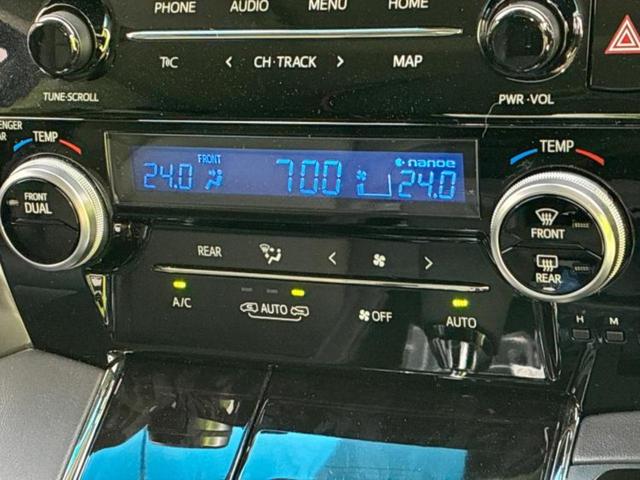 PHONE AUDIO MENU HOME
T/C < CH·TRACK > MAP
TUNE·SCROLL
PWR·VOL
TEMP
FRONT
DUAL
FRONT
24.0 7:00 nanoe 24.0
TEMP
FRONT
REAR
REAR < >
A/C AUTO OFF AUTO
H M